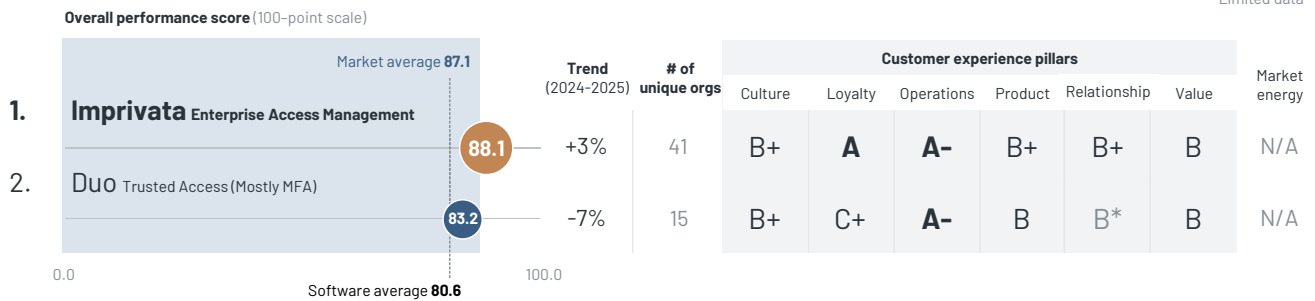 Limited data
Overall performance score (100-point scale)
Market average 87.1
Trend
(2024-2025)
# of
unique orgs
Customer experience pillars
Culture Loyalty Operations Product Relationship Value
Market
energy
1. Imprivata Enterprise Access Management
88.1 +3% 41 B+ A A- B+ B+ B N/A
2. Duo Trusted Access (Mostly MFA)
83.2 -7% 15 B+ C+ A- B B* B N/A
0.0 100.0
Software average 80.6